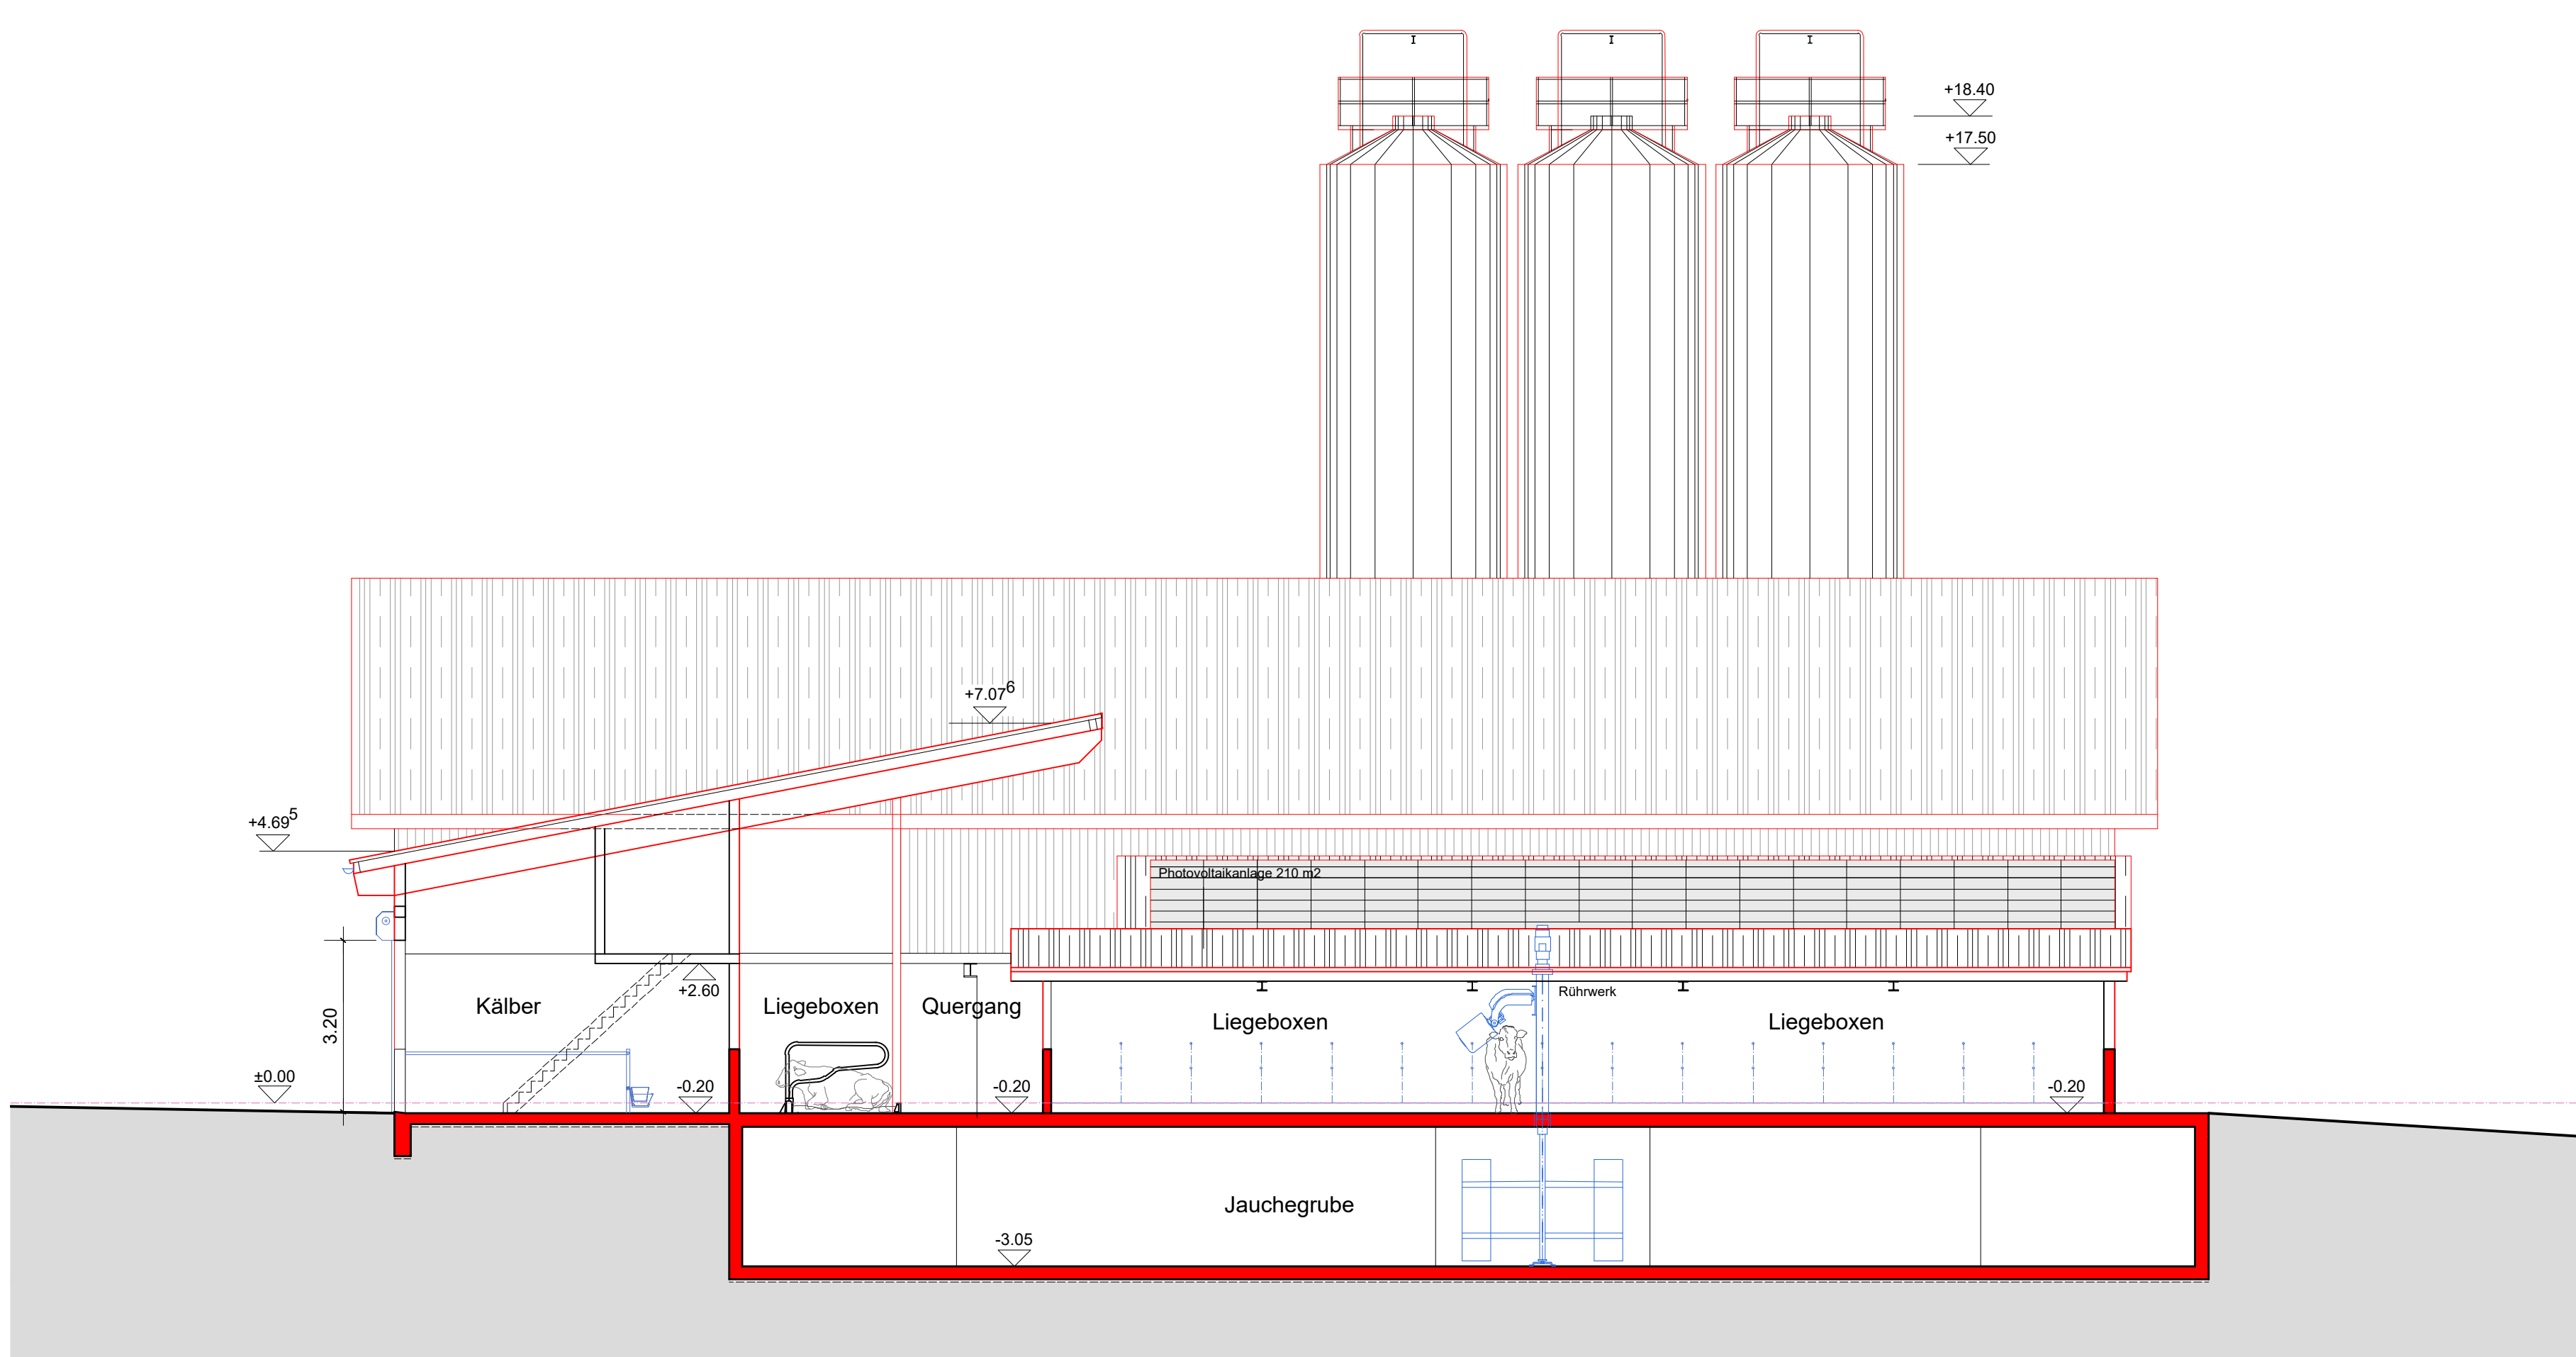 +18.40
+17.50
+7.07⁶
+4.69⁵
Photovoltaikanlage 210 m2
+2.60
Kälber
Liegeboxen
Quergang
Rührwerk
Liegeboxen
Liegeboxen
3.20
±0.00
-0.20
-0.20
-0.20
Jauchegrube
-3.05